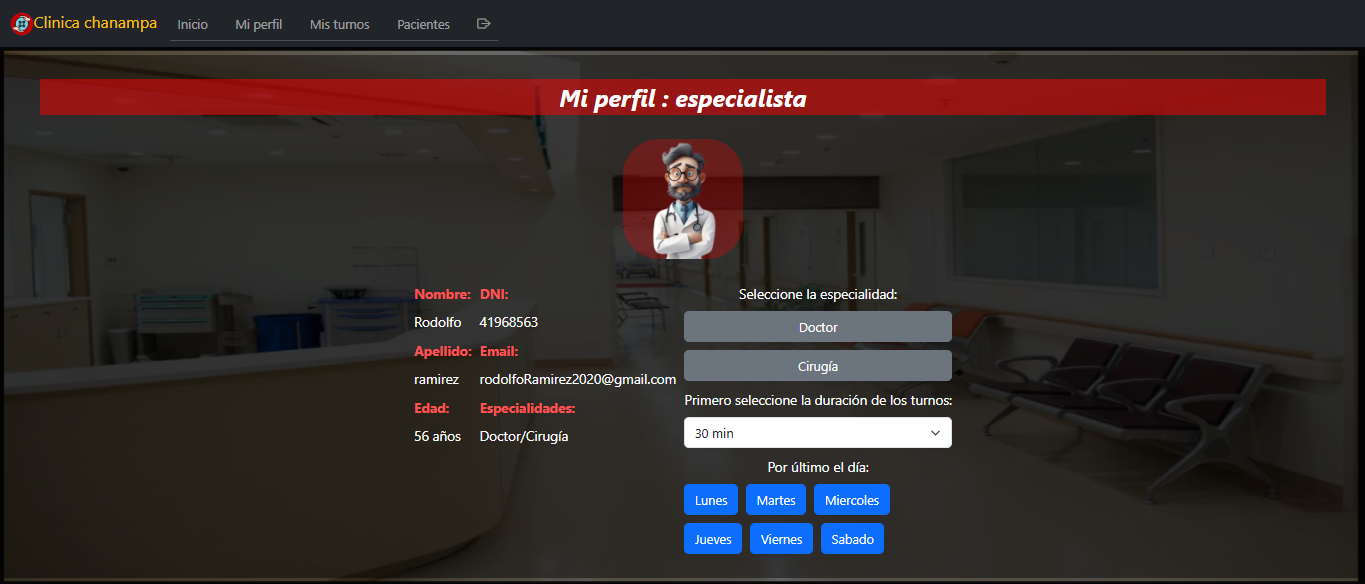 Clinica chanampa Inicio Mi perfil Mis turnos Pacientes
Mi perfil : especialista
Nombre: DNI:
Rodolfo 41968563
Apellido: Email:
ramirez rodolfoRamirez2020@gmail.com
Edad: Especialidades:
56 años Doctor/Cirugía
Seleccione la especialidad:
Doctor
Cirugía
Primero seleccione la duración de los turnos:
30 min
Por último el día:
Lunes Martes Miercoles
Jueves Viernes Sabado